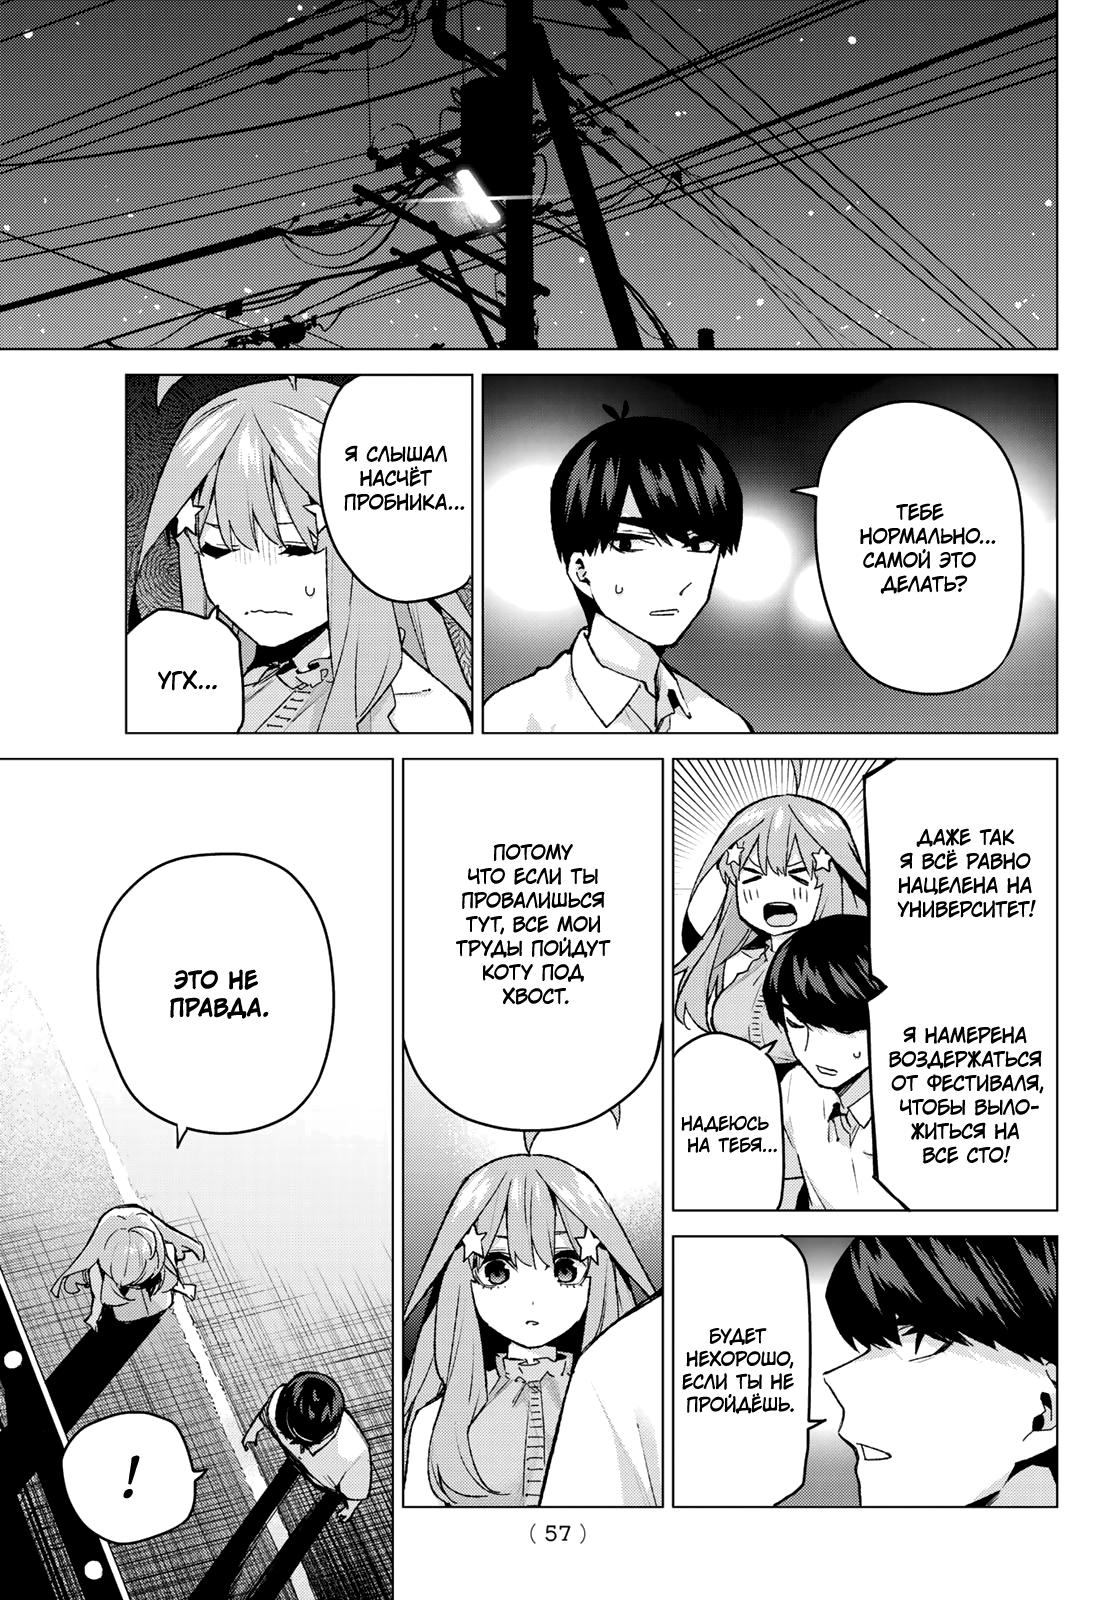 ТЕБЕ
НОРМАЛЬНО...
САМОЙ ЭТО
ДЕЛАТЬ?
Я СЛЫШАЛ
НАСЧЁТ
ПРОБНИКА...
УГХ...
ДАЖЕ ТАК
Я ВСЁ РАВНО
НАЦЕЛЕНА НА
УНИВЕРСИТЕТ!
Я НАМЕРЕНА
ВОЗДЕРЖАТЬСЯ
ОТ ФЕСТИВАЛЯ,
ЧТОБЫ ВЫЛО-
ЖИТЬСЯ НА
ВСЕ СТО!
НАДЕЮСЬ
НА ТЕБЯ...
БУДЕТ
НЕХОРОШО,
ЕСЛИ ТЫ НЕ
ПРОЙДЁШЬ.
ПОТОМУ
ЧТО ЕСЛИ ТЫ
ПРОВАЛИШЬСЯ
ТУТ, ВСЕ МОИ
ТРУДЫ ПОЙДУТ
КОТУ ПОД
ХВОСТ.
ЭТО НЕ
ПРАВДА.
!
( 57 )